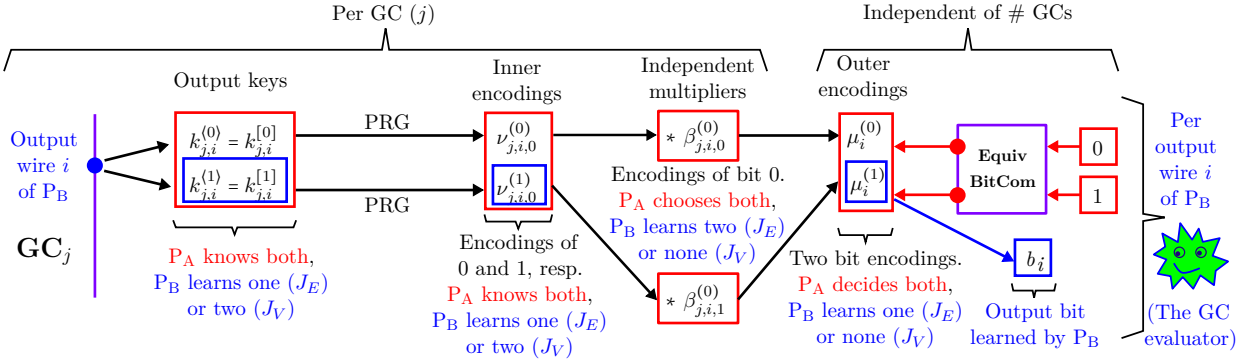 Per GC (j)
Independent of # GCs
Output keys
Inner
encodings
Independent
multipliers
Outer
encodings
Output
wire i
of P_B
GC_j
k_{j,i}^{⟨0⟩} = k_{j,i}^{[0]}
k_{j,i}^{⟨1⟩} = k_{j,i}^{[1]}
P_A knows both,
P_B learns one (J_E)
or two (J_V)
PRG
PRG
ν_{j,i,0}^{(0)}
ν_{j,i,0}^{(1)}
Encodings of
0 and 1, resp.
P_A knows both,
P_B learns one (J_E)
or two (J_V)
* β_{j,i,0}^{(0)}
Encodings of bit 0.
P_A chooses both,
P_B learns two (J_E)
or none (J_V)
* β_{j,i,1}^{(0)}
μ_i^{(0)}
μ_i^{(1)}
Two bit encodings.
P_A decides both,
P_B learns one (J_E)
or none (J_V)
Equiv
BitCom
0
1
b_i
Output bit
learned by P_B
Per
output
wire i
of P_B
(The GC
evaluator)